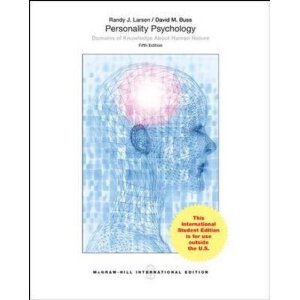 Randy J. Larsen / David M. Buss
Personality Psychology
Domains of Knowledge About Human Nature
Fifth Edition
This
International
Student Edition
is for use
outside
the U.S.
McGRAW-HILL INTERNATIONAL EDITION